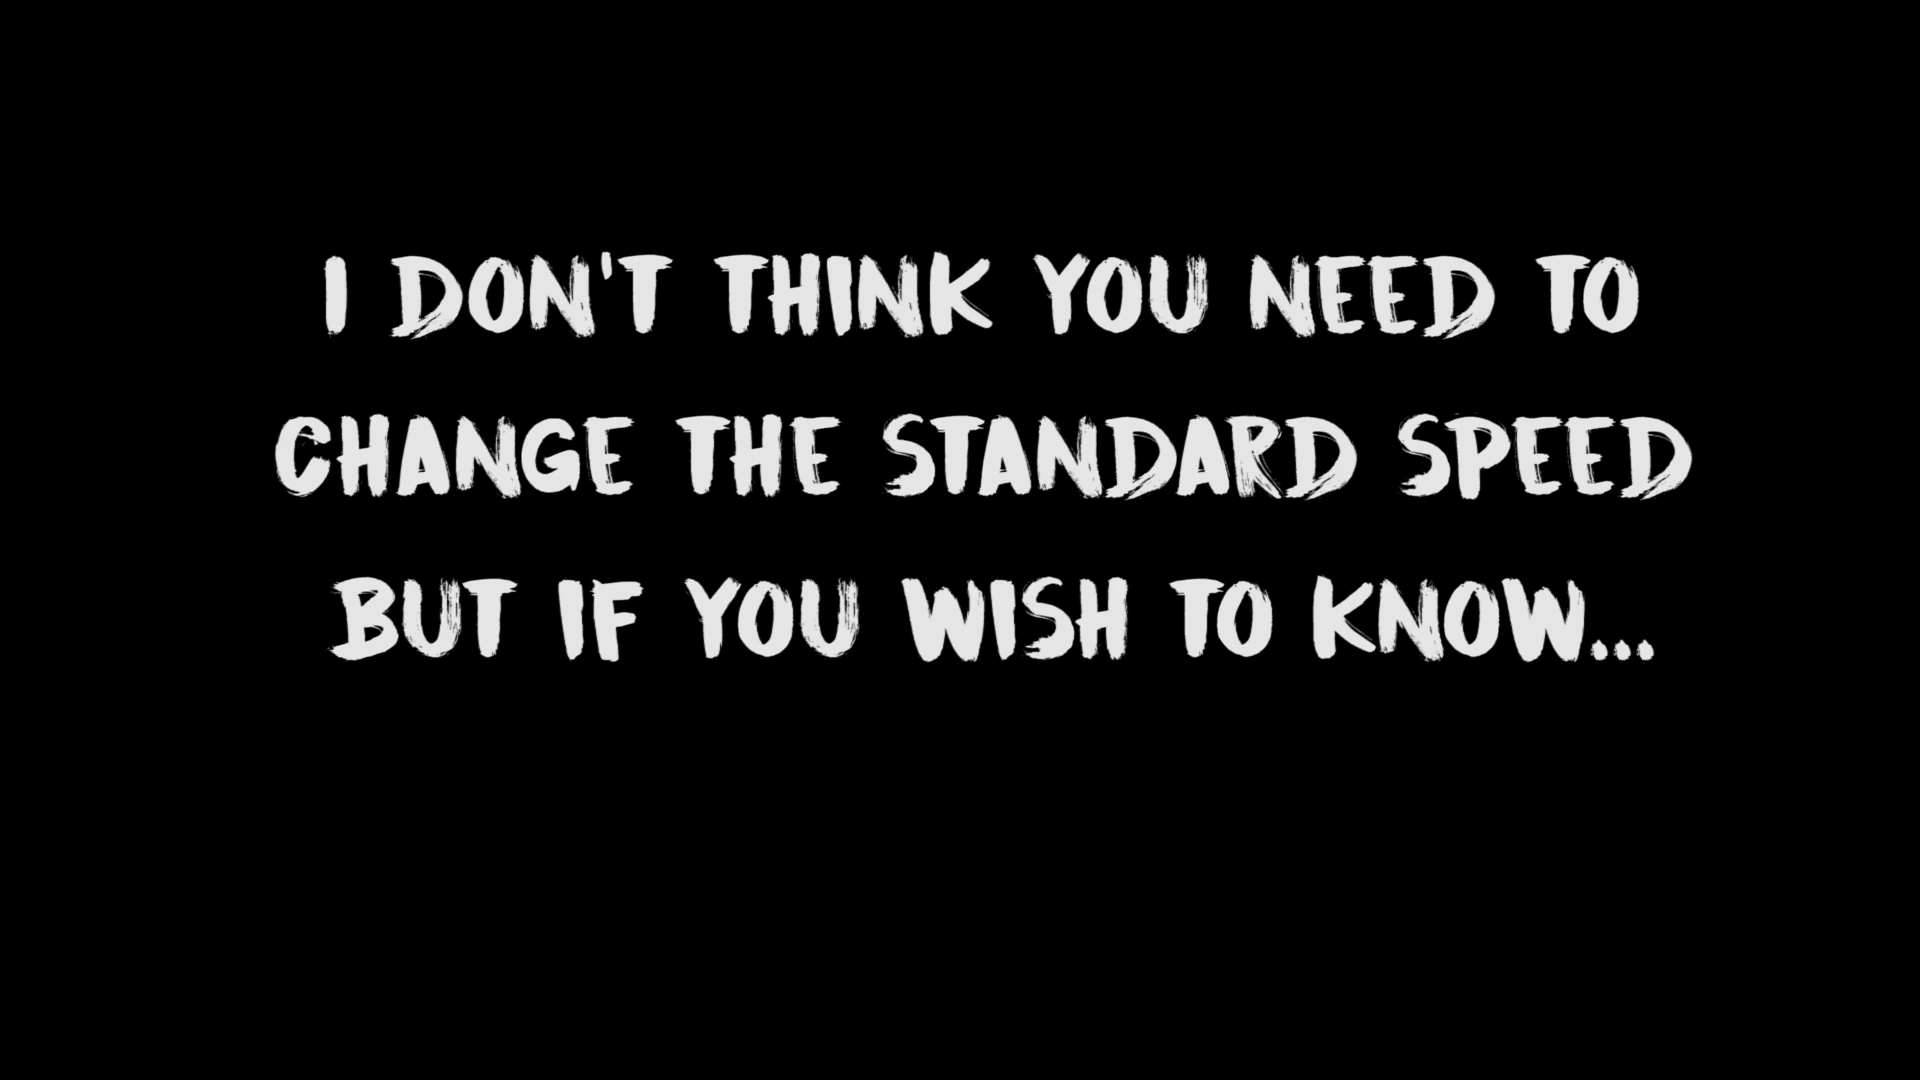 I DON'T THINK YOU NEED TO
CHANGE THE STANDARD SPEED
BUT IF YOU WISH TO KNOW...